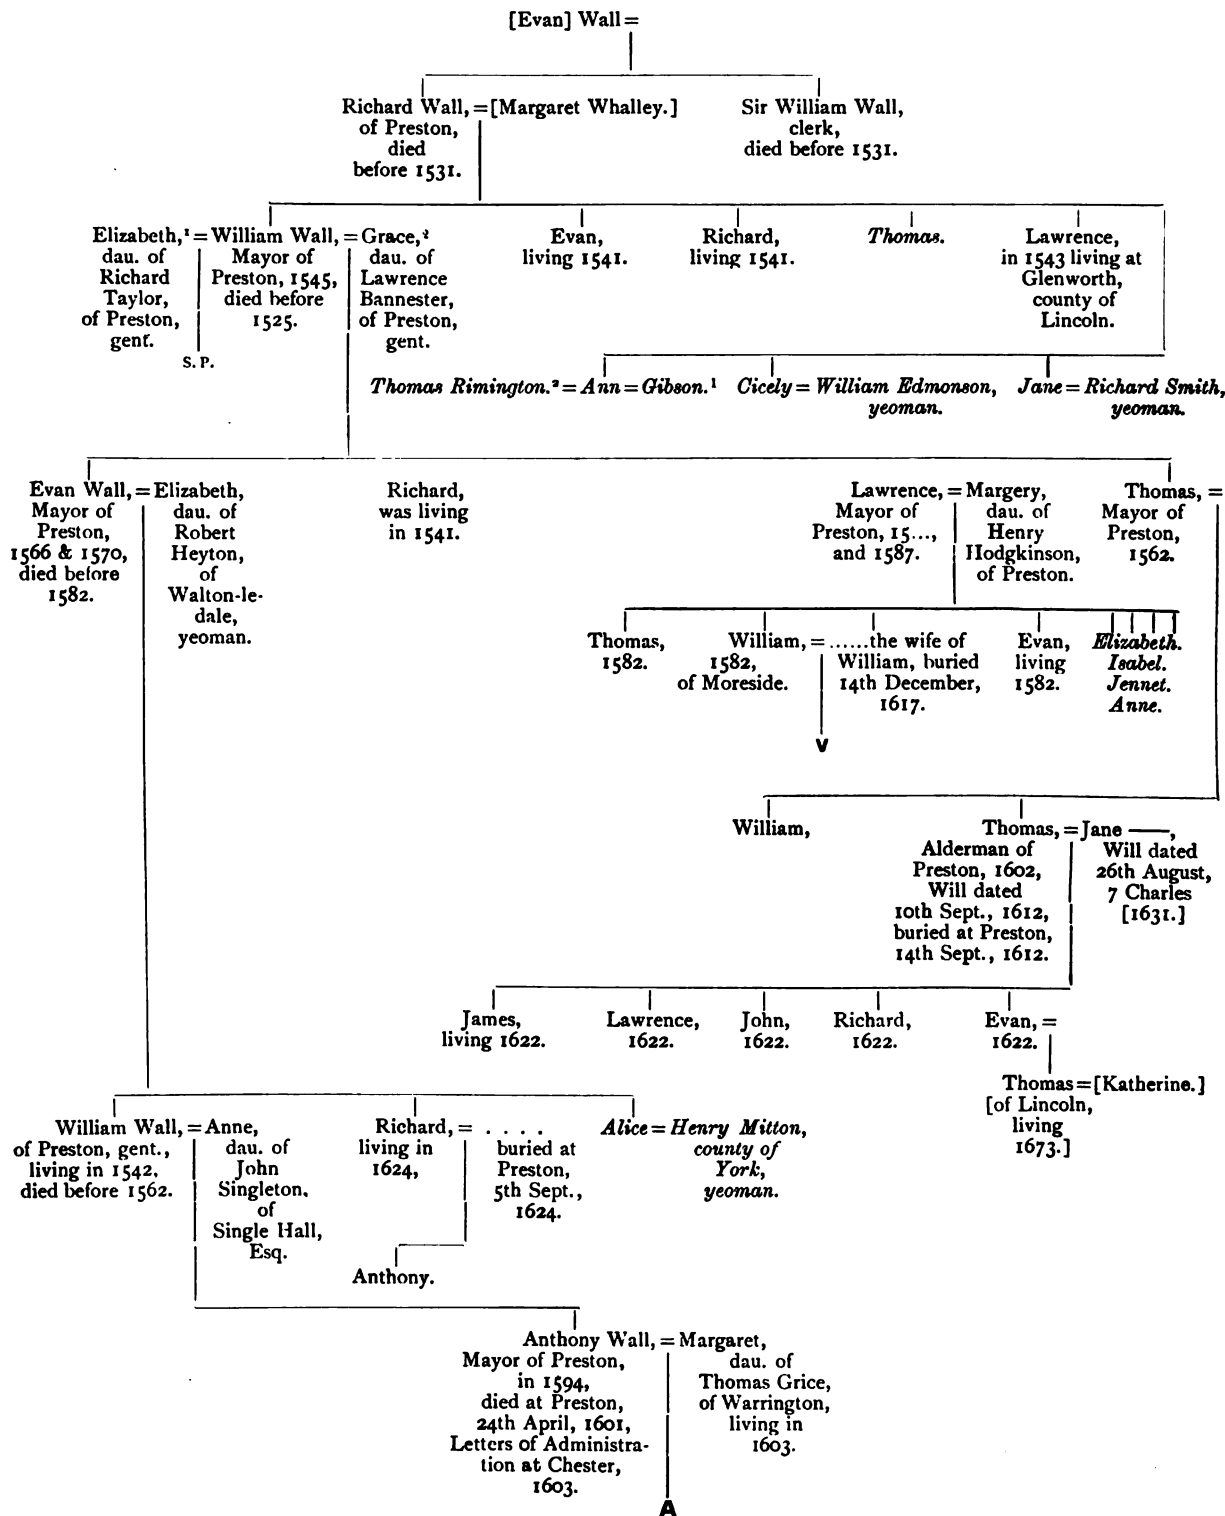 [Evan] Wall =
Richard Wall, = [Margaret Whalley.]
of Preston,
died
before 1531.
Sir William Wall,
clerk,
died before 1531.
Elizabeth,¹ = William Wall, = Grace,²
dau. of
Richard
Taylor,
of Preston,
gent.
S.P.
Mayor of
Preston, 1545,
died before
1525.
dau. of
Lawrence
Bannester,
of Preston,
gent.
Evan,
living 1541.
Richard,
living 1541.
Thomas.
Lawrence,
in 1543 living at
Glenworth,
county of
Lincoln.
Thomas Rimington.² = Ann = Gibson.¹
Cicely = William Edmonson,
yeoman.
Jane = Richard Smith,
yeoman.
Evan Wall, = Elizabeth,
Mayor of
Preston,
1566 & 1570,
died before
1582.
dau. of
Robert
Heyton,
of
Walton-le-
dale,
yeoman.
Richard,
was living
in 1541.
Lawrence, = Margery,
Mayor of
Preston, 15...,
and 1587.
dau. of
Henry
Hodgkinson,
of Preston.
Thomas, =
Mayor of
Preston,
1562.
Thomas,
1582.
William, = ......the wife of
1582,
of Moreside.
William, buried
14th December,
1617.
V
Evan,
living
1582.
Elizabeth.
Isabel.
Jennet.
Anne.
William,
Thomas, = Jane ——,
Alderman of
Preston, 1602,
Will dated
10th Sept., 1612,
buried at Preston,
14th Sept., 1612.
Will dated
26th August,
7 Charles
[1631.]
James,
living 1622.
Lawrence,
1622.
John,
1622.
Richard,
1622.
Evan, =
1622.
Thomas = [Katherine.]
[of Lincoln,
living
1673.]
William Wall, = Anne,
of Preston, gent.,
living in 1542,
died before 1562.
dau. of
John
Singleton,
of
Single Hall,
Esq.
Richard, = . . . .
living in
1624,
buried at
Preston,
5th Sept.,
1624.
Alice = Henry Mitton,
county of
York,
yeoman.
Anthony.
Anthony Wall, = Margaret,
Mayor of Preston,
in 1594,
died at Preston,
24th April, 1601,
Letters of Administra-
tion at Chester,
1603.
dau. of
Thomas Grice,
of Warrington,
living in
1603.
A